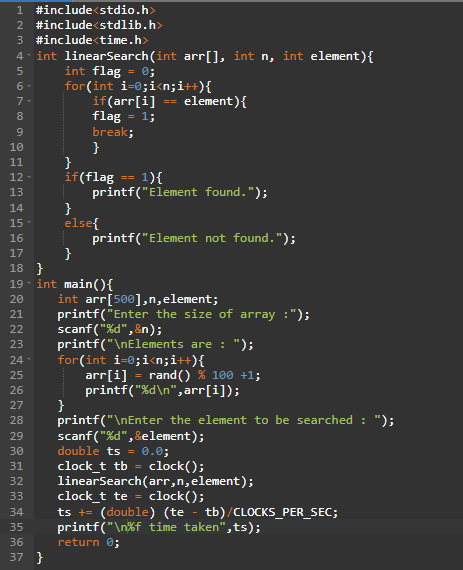 1 #include<stdio.h>
2 #include<stdlib.h>
3 #include<time.h>
4 int linearSearch(int arr[], int n, int element){
5     int flag = 0;
6     for(int i=0;i<n;i++){
7         if(arr[i] == element){
8         flag = 1;
9         break;
10         }
11     }
12     if(flag == 1){
13         printf("Element found.");
14     }
15     else{
16         printf("Element not found.");
17     }
18 }
19 int main(){
20    int arr[500],n,element;
21    printf("Enter the size of array :");
22    scanf("%d",&n);
23    printf("\nElements are : ");
24    for(int i=0;i<n;i++){
25        arr[i] = rand() % 100 +1;
26        printf("%d\n",arr[i]);
27    }
28    printf("\nEnter the element to be searched : ");
29    scanf("%d",&element);
30    double ts = 0.0;
31    clock_t tb = clock();
32    linearSearch(arr,n,element);
33    clock_t te = clock();
34    ts += (double) (te - tb)/CLOCKS_PER_SEC;
35    printf("\n%f time taken",ts);
36    return 0;
37 }